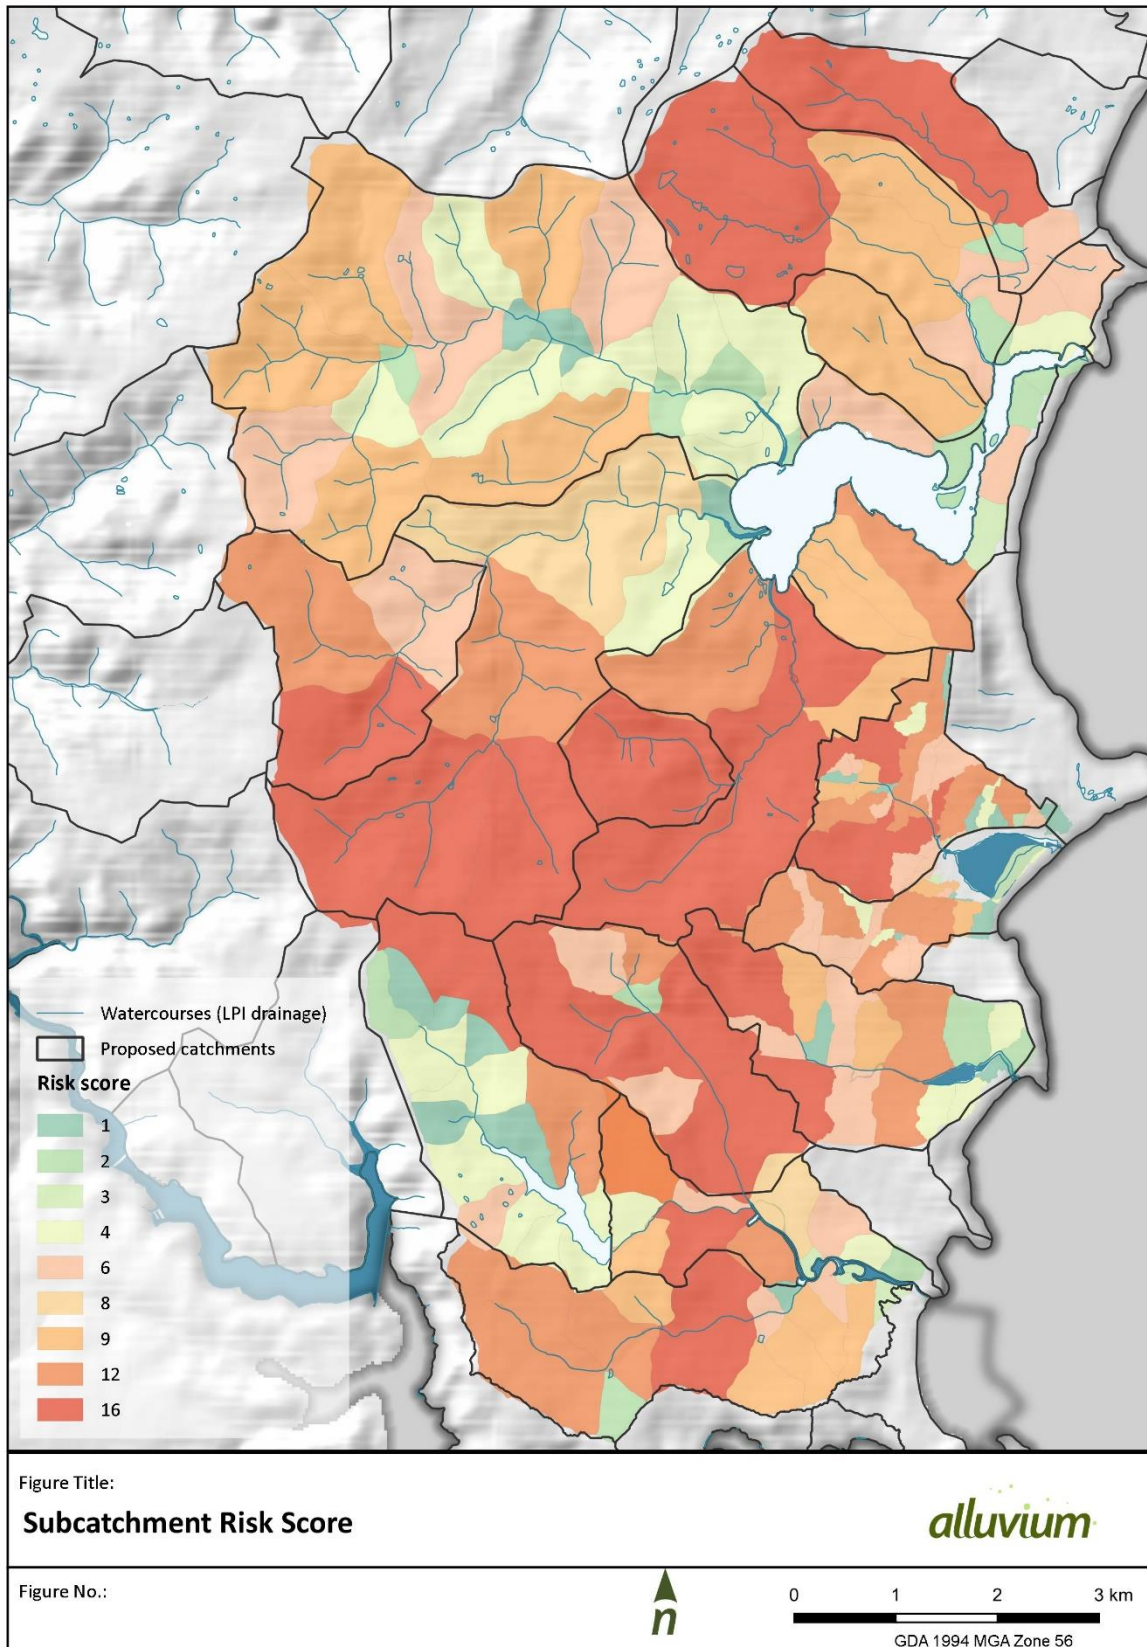 Watercourses (LPI drainage)
Proposed catchments
Risk score
1
2
3
4
6
8
9
12
16
Figure Title:
Subcatchment Risk Score
alluvium
Figure No.:
n
0 1 2 3 km
GDA 1994 MGA Zone 56